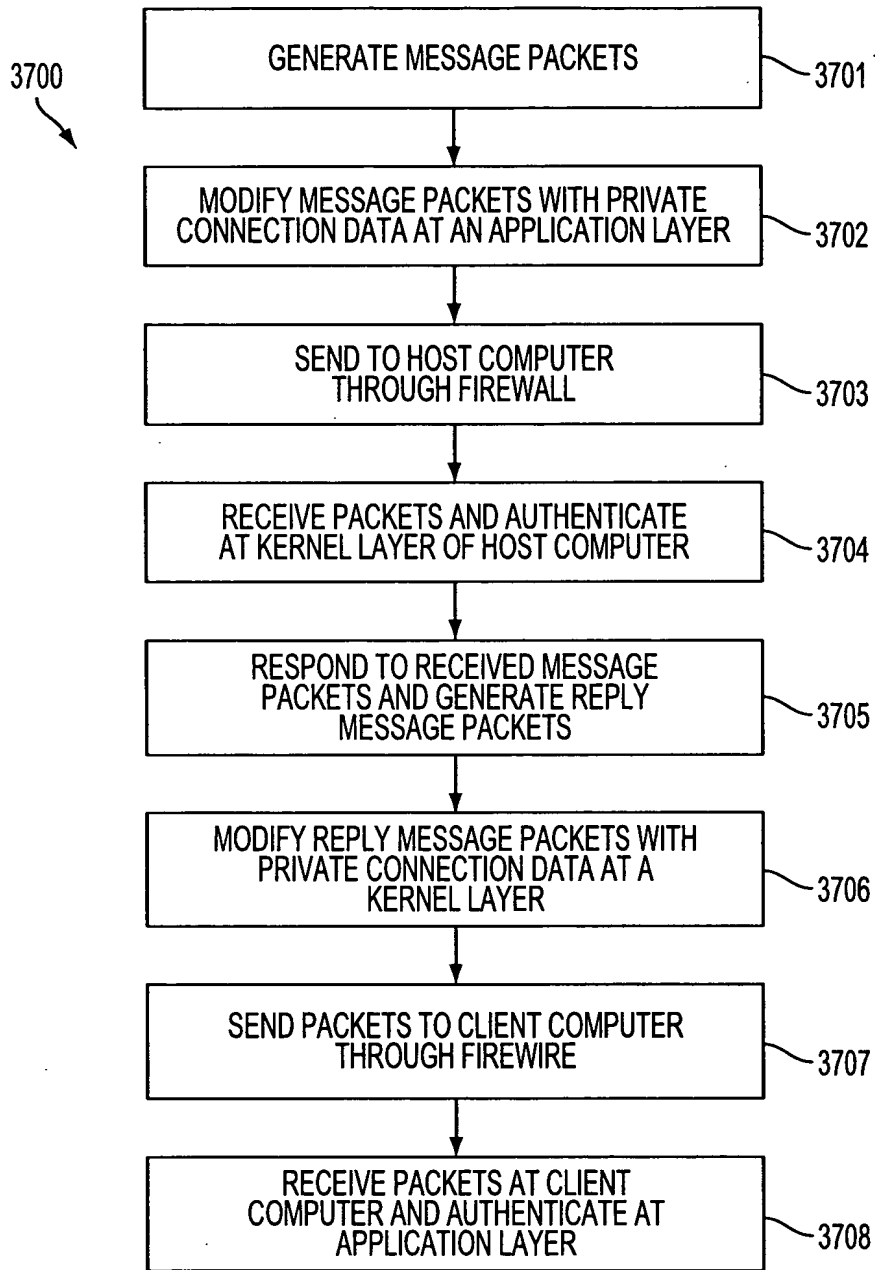 3700
GENERATE MESSAGE PACKETS
3701
MODIFY MESSAGE PACKETS WITH PRIVATE
CONNECTION DATA AT AN APPLICATION LAYER
3702
SEND TO HOST COMPUTER
THROUGH FIREWALL
3703
RECEIVE PACKETS AND AUTHENTICATE
AT KERNEL LAYER OF HOST COMPUTER
3704
RESPOND TO RECEIVED MESSAGE
PACKETS AND GENERATE REPLY
MESSAGE PACKETS
3705
MODIFY REPLY MESSAGE PACKETS WITH
PRIVATE CONNECTION DATA AT A
KERNEL LAYER
3706
SEND PACKETS TO CLIENT COMPUTER
THROUGH FIREWIRE
3707
RECEIVE PACKETS AT CLIENT
COMPUTER AND AUTHENTICATE AT
APPLICATION LAYER
3708